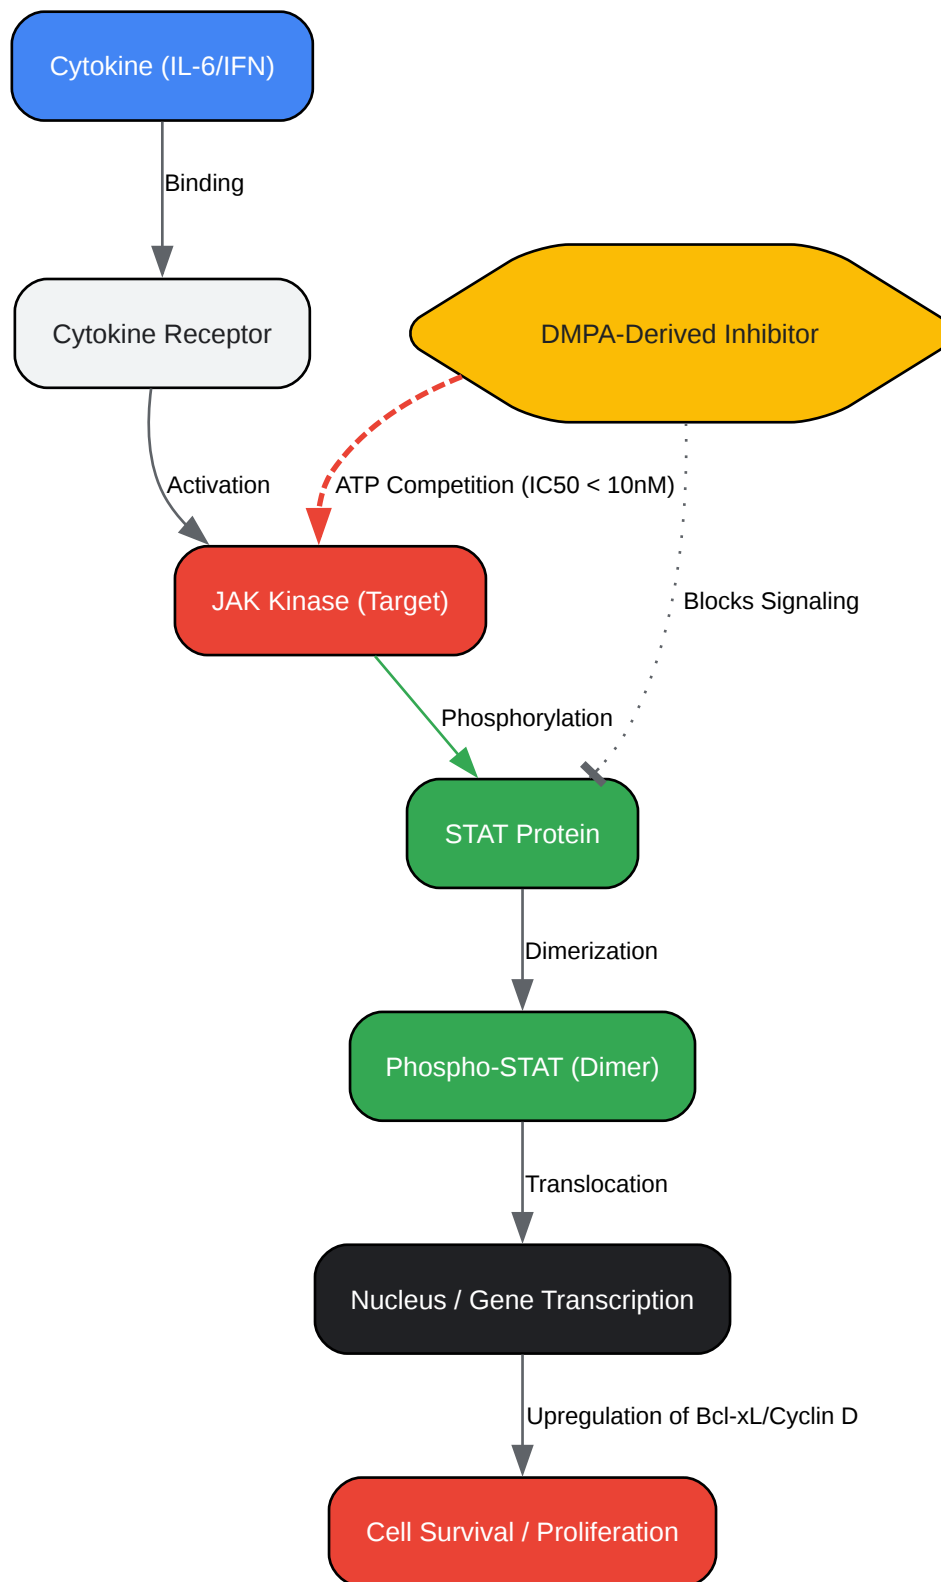 Cytokine (IL-6/IFN)
Binding
Cytokine Receptor
DMPA-Derived Inhibitor
Activation
ATP Competition (IC50 < 10nM)
JAK Kinase (Target)
Blocks Signaling
Phosphorylation
STAT Protein
Dimerization
Phospho-STAT (Dimer)
Translocation
Nucleus / Gene Transcription
Upregulation of Bcl-xL/Cyclin D
Cell Survival / Proliferation